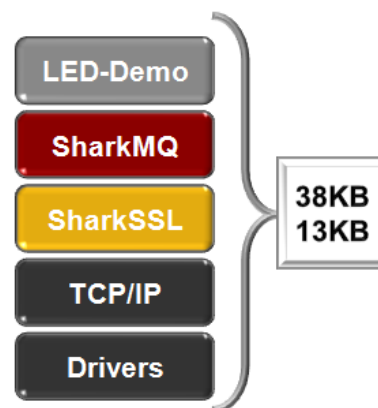 LED-Demo
SharkMQ
SharkSSL
TCP/IP
Drivers
38KB
13KB